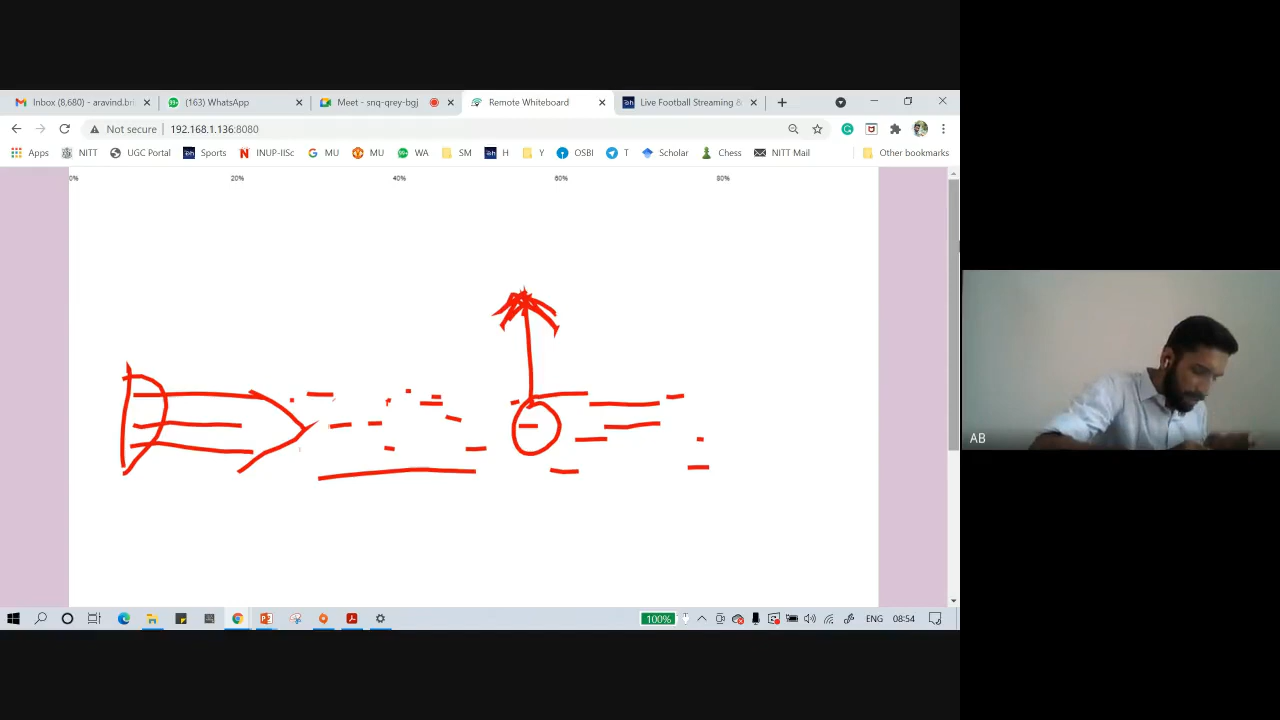 Inbox (8,680) - aravind.bri
(163) WhatsApp
Meet - snq-qrey-bgj
Remote Whiteboard
Live Football Streaming &
Not secure
192.168.1.136:8080
Apps
NITT
UGC Portal
Sports
INUP-IISc
MU
MU
WA
SM
H
Y
OSBI
T
Scholar
Chess
NITT Mail
Other bookmarks
0%
20%
40%
60%
80%
AB
100%
ENG
08:54